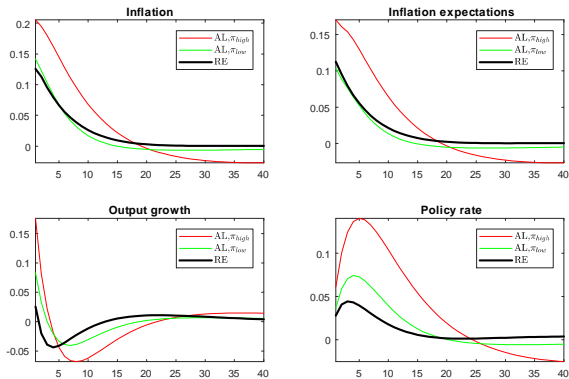 Inflation
0.2
0.15
0.1
0.05
0
5 10 15 20 25 30 35 40
AL,π_high
AL,π_low
RE
Inflation expectations
0.15
0.1
0.05
0
5 10 15 20 25 30 35 40
AL,π_high
AL,π_low
RE
Output growth
0.15
0.1
0.05
0
-0.05
5 10 15 20 25 30 35 40
AL,π_high
AL,π_low
RE
Policy rate
0.1
0.05
0
5 10 15 20 25 30 35 40
AL,π_high
AL,π_low
RE